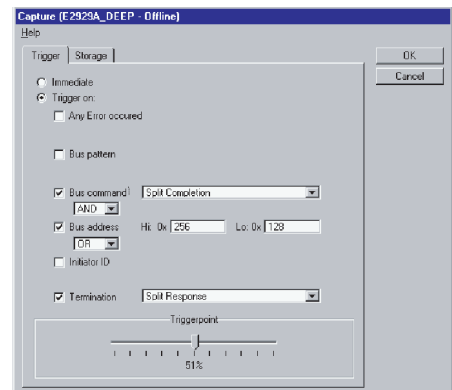 Capture (E2929A_DEEP - Offline)
Help
Trigger Storage
OK
Cancel
Immediate
Trigger on:
Any Error occured
Bus pattern
Bus command Split Completion
AND
Bus address Hi: 0x 256 Lo: 0x 128
OR
Initiator ID
Termination Split Response
Triggerpoint
51%